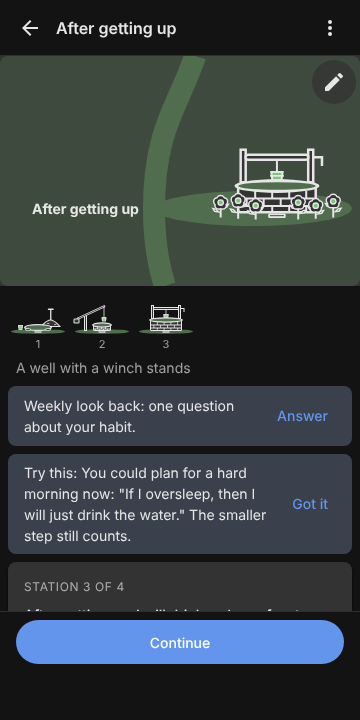 After getting up
After getting up
1
2
3
A well with a winch stands
Weekly look back: one question
about your habit.
Answer
Try this: You could plan for a hard
morning now: "If I oversleep, then I
will just drink the water." The smaller
step still counts.
Got it
STATION 3 OF 4
Continue